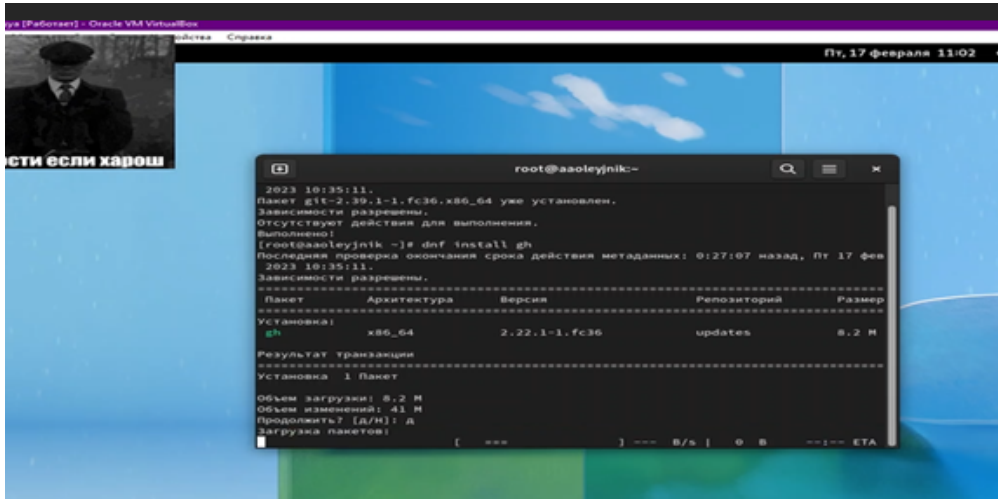 уа [Работает] - Oracle VM VirtualBox
ойства Справка
Пт, 17 февраля 11:02
ости если харош
root@aaoleyjnik:~
2023 10:35:11.
Пакет git-2.39.1-1.fc36.x86_64 уже установлен.
Зависимости разрешены.
Отсутствуют действия для выполнения.
Выполнено!
[root@aaoleyjnik ~]# dnf install gh
Последняя проверка окончания срока действия метаданных: 0:27:07 назад, Пт 17 фев
2023 10:35:11.
Зависимости разрешены.
Пакет Архитектура Версия Репозиторий Размер
Установка:
gh x86_64 2.22.1-1.fc36 updates 8.2 M
Результат транзакции
Установка 1 Пакет
Объем загрузки: 8.2 M
Объем изменений: 41 M
Продолжить? [д/Н]: д
Загрузка пакетов:
[ === ] --- B/s | 0 B --:-- ETA